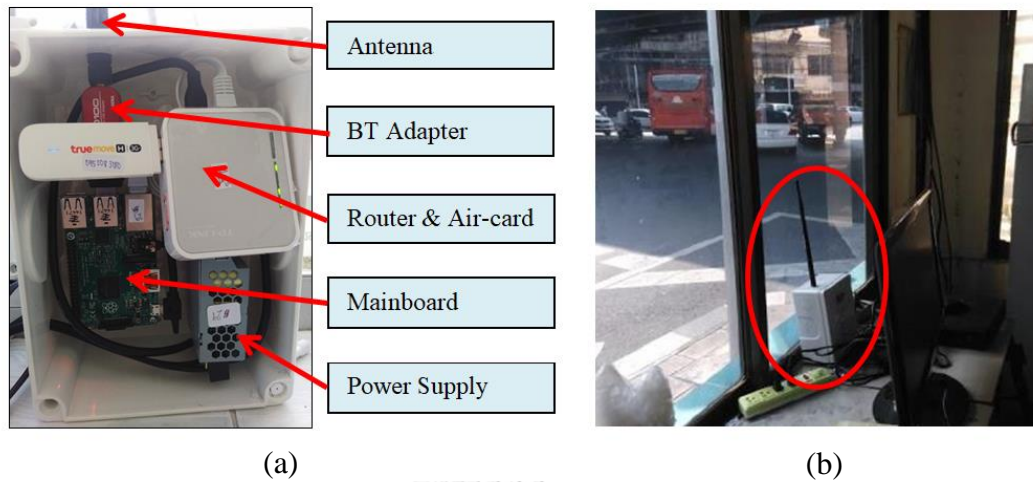 Antenna
BT Adapter
truemove H
Router & Air-card
Mainboard
Power Supply
(a)
(b)